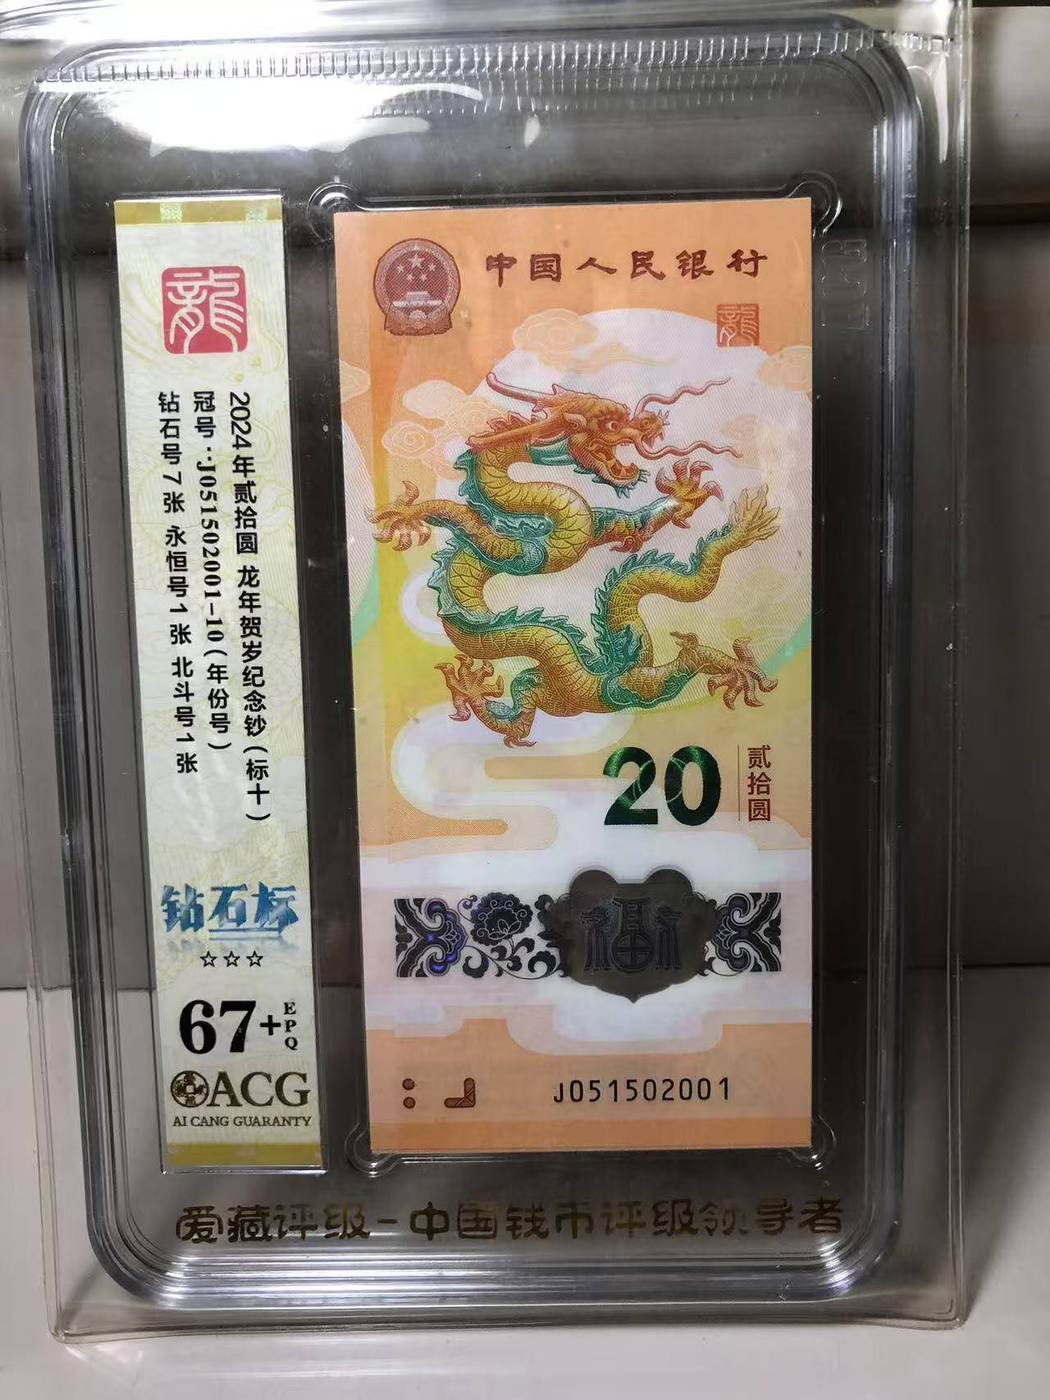 龍
2024年贰拾圆 龙年贺岁纪念钞(标十)
冠号:J051502001-10(年份号)
钻石号7张 永恒号1张 北斗号1张
钻石标
☆☆☆
67+EPQ
ACG
AI CANG GUARANTY
中国人民银行
龍
20
贰拾圆
福
J051502001
爱藏评级-中国钱币评级领导者